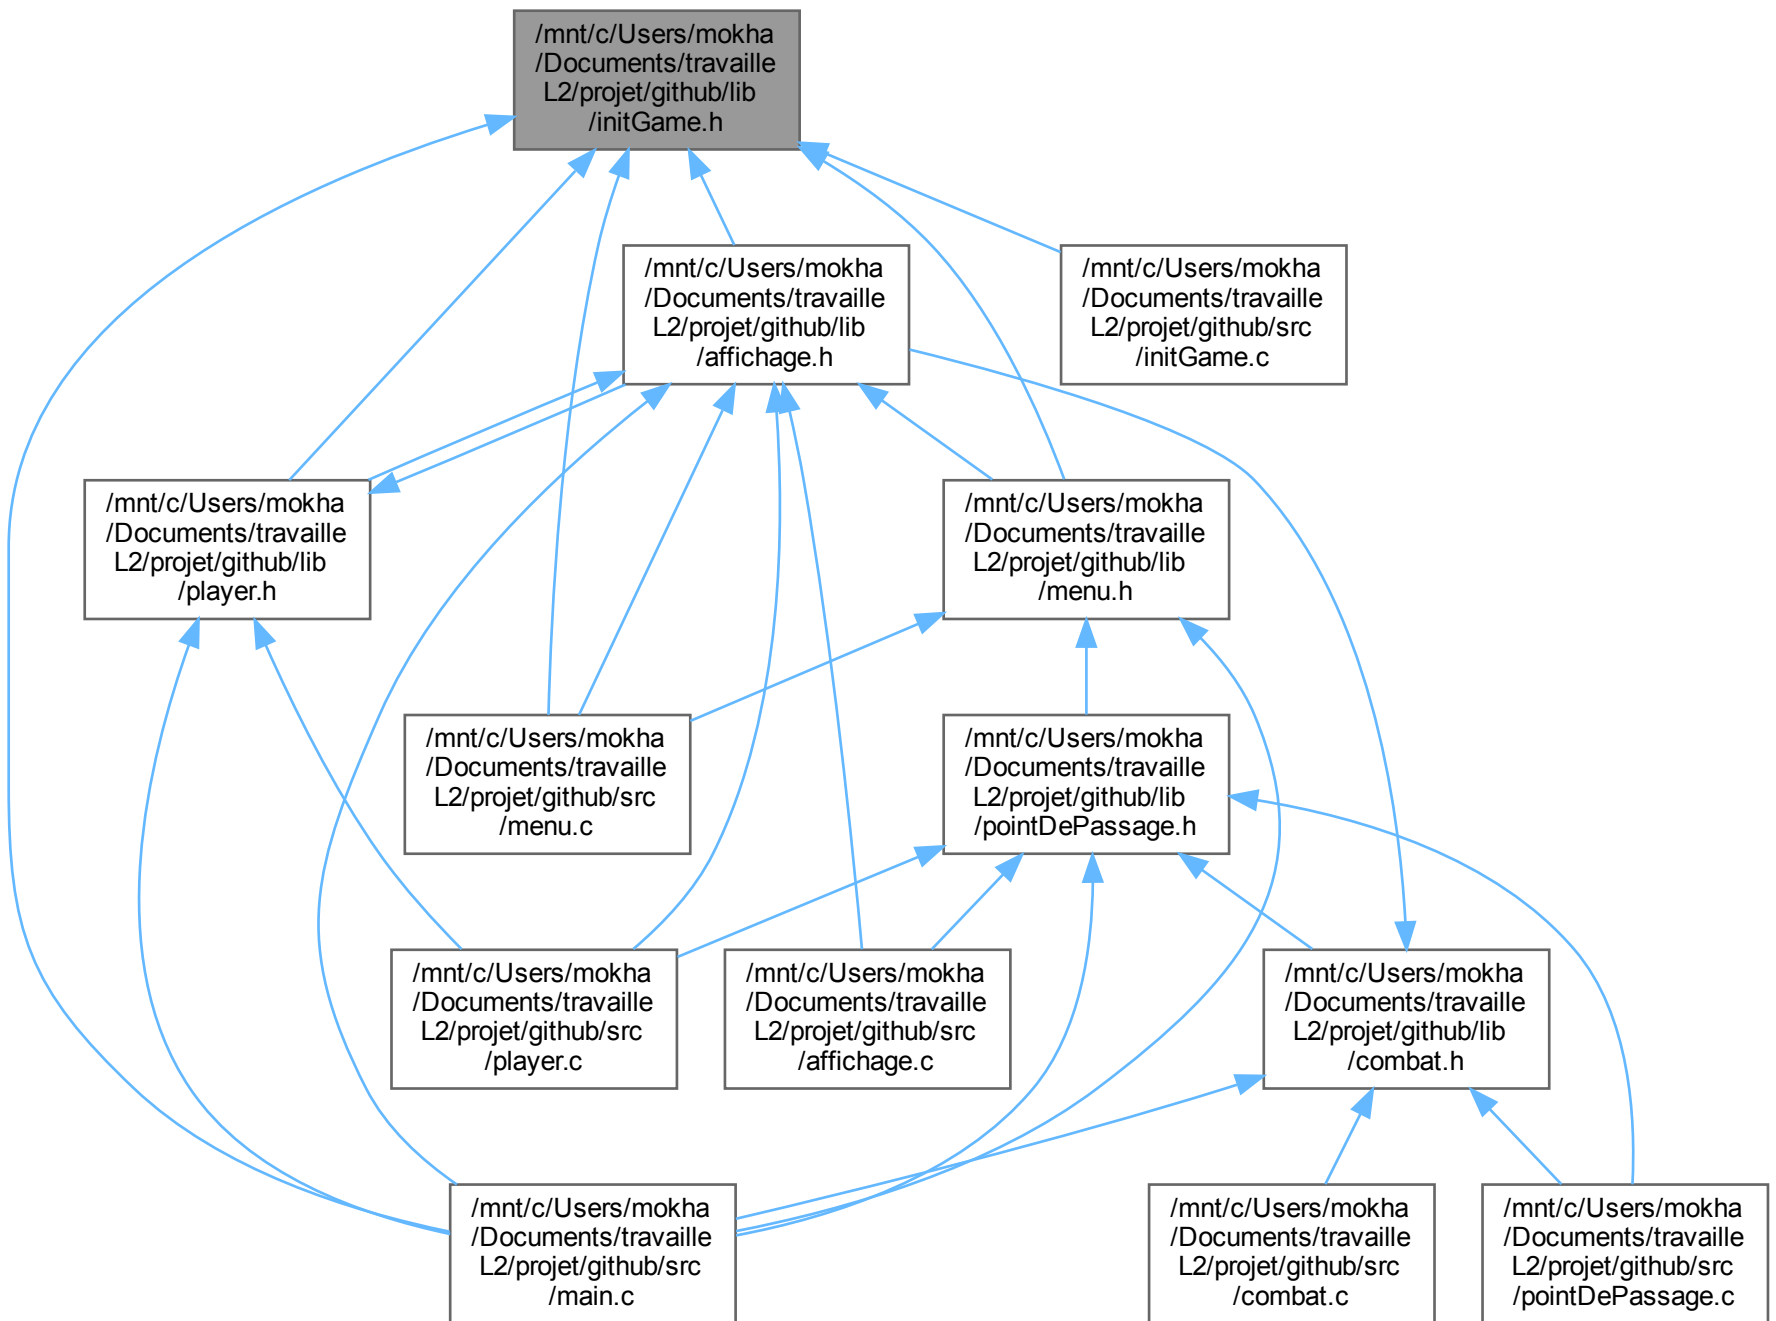 /mnt/c/Users/mokha
/Documents/travaille
L2/projet/github/lib
/initGame.h
/mnt/c/Users/mokha
/Documents/travaille
L2/projet/github/lib
/affichage.h
/mnt/c/Users/mokha
/Documents/travaille
L2/projet/github/src
/initGame.c
/mnt/c/Users/mokha
/Documents/travaille
L2/projet/github/lib
/player.h
/mnt/c/Users/mokha
/Documents/travaille
L2/projet/github/lib
/menu.h
/mnt/c/Users/mokha
/Documents/travaille
L2/projet/github/src
/menu.c
/mnt/c/Users/mokha
/Documents/travaille
L2/projet/github/lib
/pointDePassage.h
/mnt/c/Users/mokha
/Documents/travaille
L2/projet/github/src
/player.c
/mnt/c/Users/mokha
/Documents/travaille
L2/projet/github/src
/affichage.c
/mnt/c/Users/mokha
/Documents/travaille
L2/projet/github/lib
/combat.h
/mnt/c/Users/mokha
/Documents/travaille
L2/projet/github/src
/main.c
/mnt/c/Users/mokha
/Documents/travaille
L2/projet/github/src
/combat.c
/mnt/c/Users/mokha
/Documents/travaille
L2/projet/github/src
/pointDePassage.c